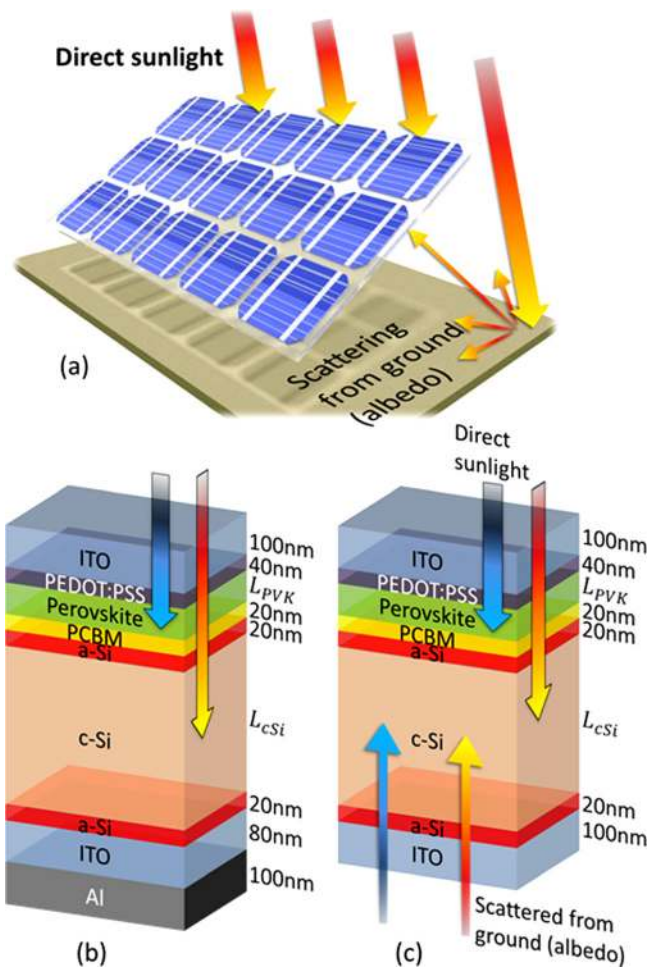 Direct sunlight
Scattering
from ground
(albedo)
(a)
Direct
sunlight
ITO
PEDOT:PSS
Perovskite
PCBM
a-Si
c-Si
a-Si
ITO
Al
100nm
40nm
L_PVK
20nm
20nm
L_cSi
20nm
80nm
100nm
(b)
ITO
PEDOT:PSS
Perovskite
PCBM
a-Si
c-Si
a-Si
ITO
100nm
40nm
L_PVK
20nm
20nm
L_cSi
20nm
100nm
Scattered from
ground (albedo)
(c)